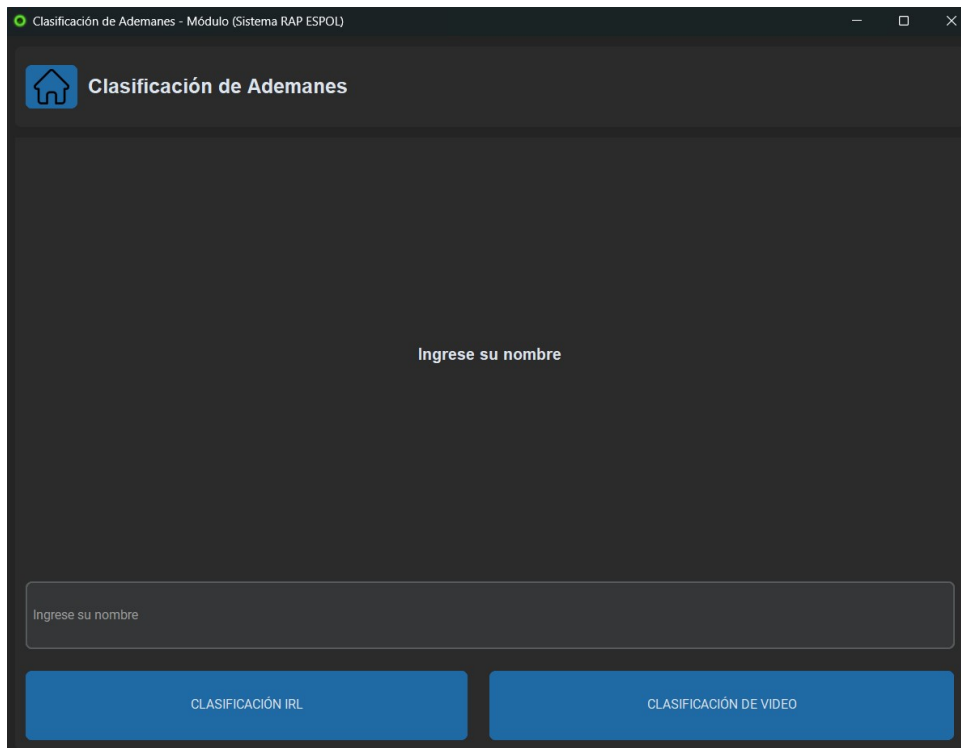 Clasificación de Ademanes - Módulo (Sistema RAP ESPOL)
Clasificación de Ademanes
Ingrese su nombre
Ingrese su nombre
CLASIFICACIÓN IRL
CLASIFICACIÓN DE VIDEO